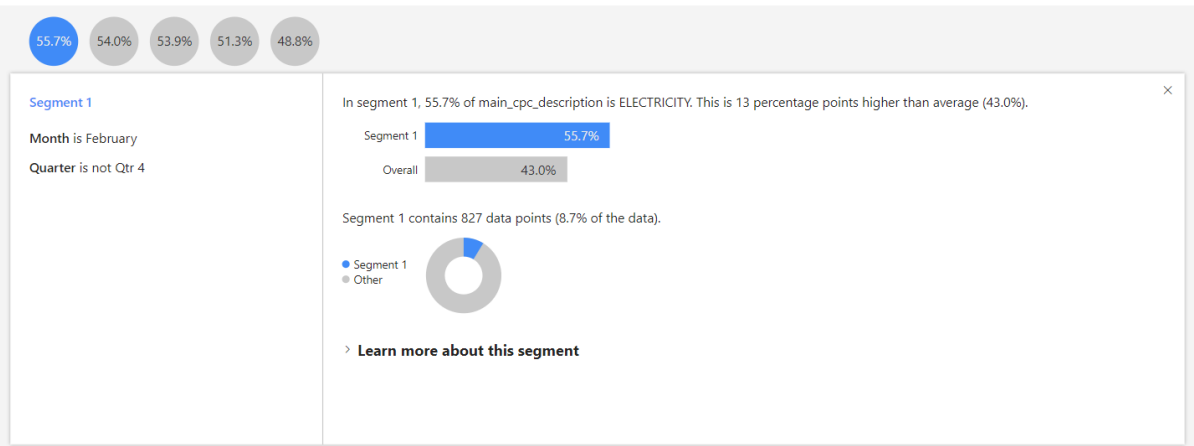 55.7% 54.0% 53.9% 51.3% 48.8%
Segment 1
Month is February
Quarter is not Qtr 4
In segment 1, 55.7% of main_cpc_description is ELECTRICITY. This is 13 percentage points higher than average (43.0%).
Segment 1 55.7%
Overall 43.0%
Segment 1 contains 827 data points (8.7% of the data).
Segment 1
Other
Learn more about this segment